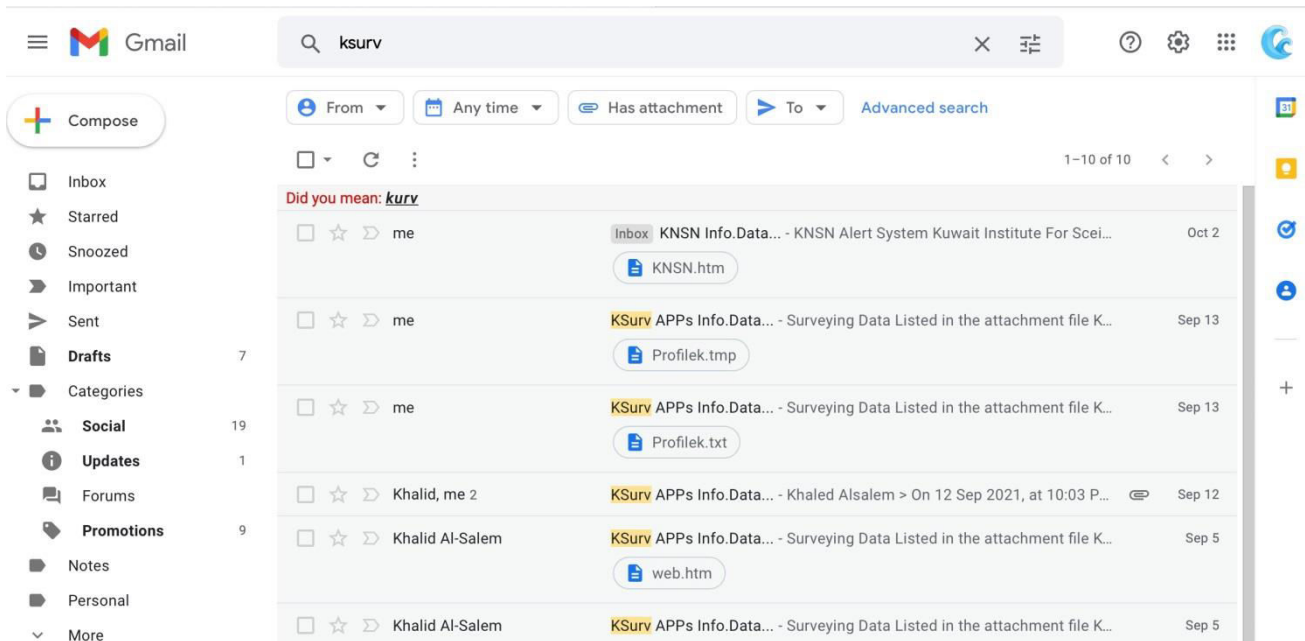 Gmail
ksurv
Compose
From
Any time
Has attachment
To
Advanced search
1–10 of 10
Inbox
Starred
Snoozed
Important
Sent
Drafts 7
Categories
Social 19
Updates 1
Forums
Promotions 9
Notes
Personal
More
Did you mean: kurv
me Inbox KNSN Info.Data... - KNSN Alert System Kuwait Institute For Scei... Oct 2
KNSN.htm
me KSurv APPs Info.Data... - Surveying Data Listed in the attachment file K... Sep 13
Profilek.tmp
me KSurv APPs Info.Data... - Surveying Data Listed in the attachment file K... Sep 13
Profilek.txt
Khalid, me 2 KSurv APPs Info.Data... - Khaled Alsalem > On 12 Sep 2021, at 10:03 P... Sep 12
Khalid Al-Salem KSurv APPs Info.Data... - Surveying Data Listed in the attachment file K... Sep 5
web.htm
Khalid Al-Salem KSurv APPs Info.Data... - Surveying Data Listed in the attachment file K... Sep 5
31